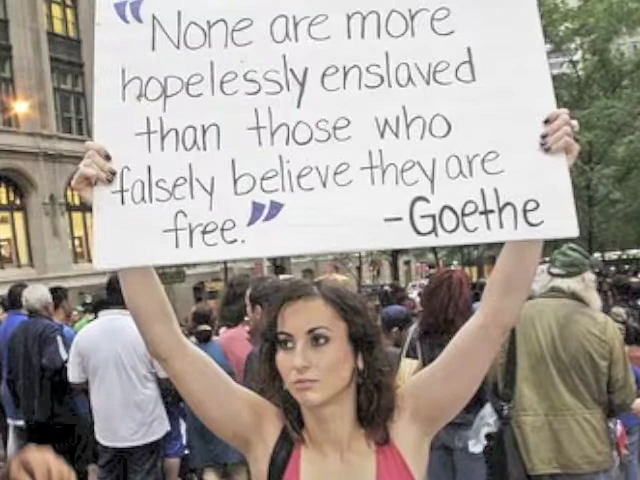 "None are more
hopelessly enslaved
than those who
falsely believe they are
free." -Goethe